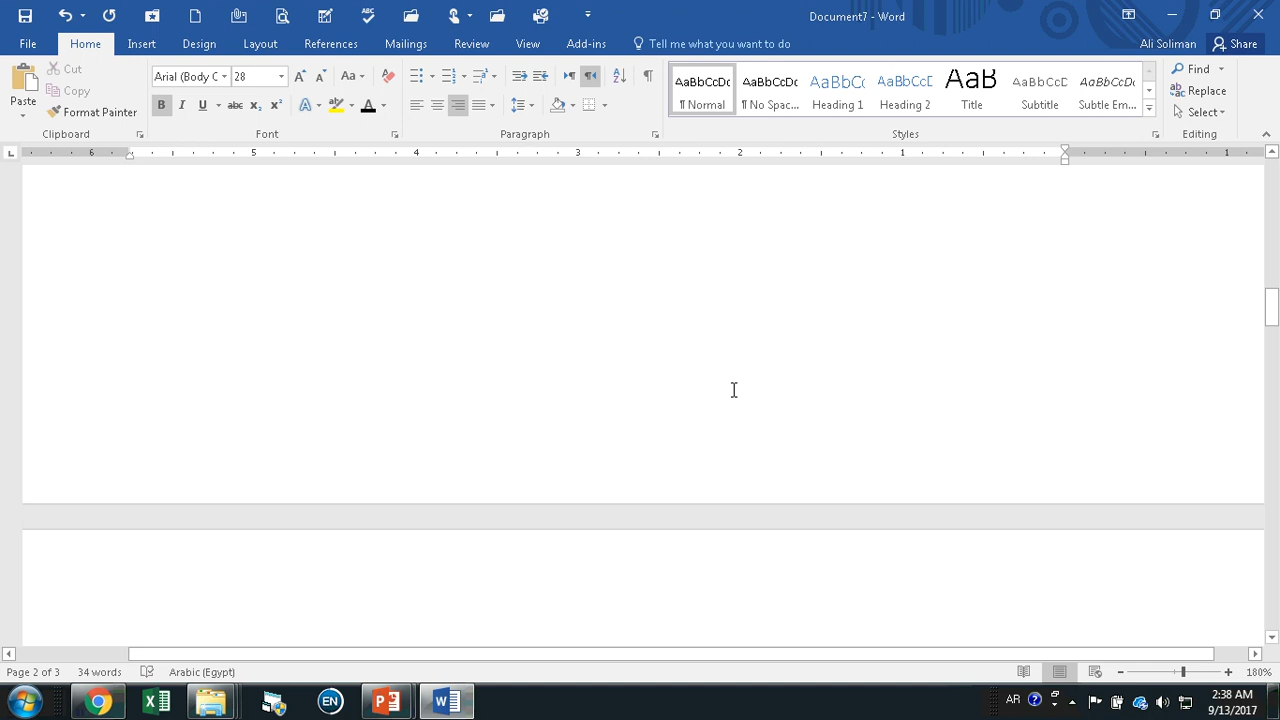 Document7 - Word
File Home Insert Design Layout References Mailings Review View Add-ins Tell me what you want to do Ali Soliman Share
Paste
Cut
Copy
Format Painter
Arial (Body C 28
AaBbCcDc AaBbCcDc AaBbCc AaBbCcC AaB AaBbCcD AaBbCcDc
¶ Normal ¶ No Spac... Heading 1 Heading 2 Title Subtitle Subtle Em...
Find
Replace
Select
Clipboard Font Paragraph Styles Editing
6 5 4 3 2 1 1
Page 2 of 3 34 words Arabic (Egypt) 180%
EN AR 2:38 AM
9/13/2017